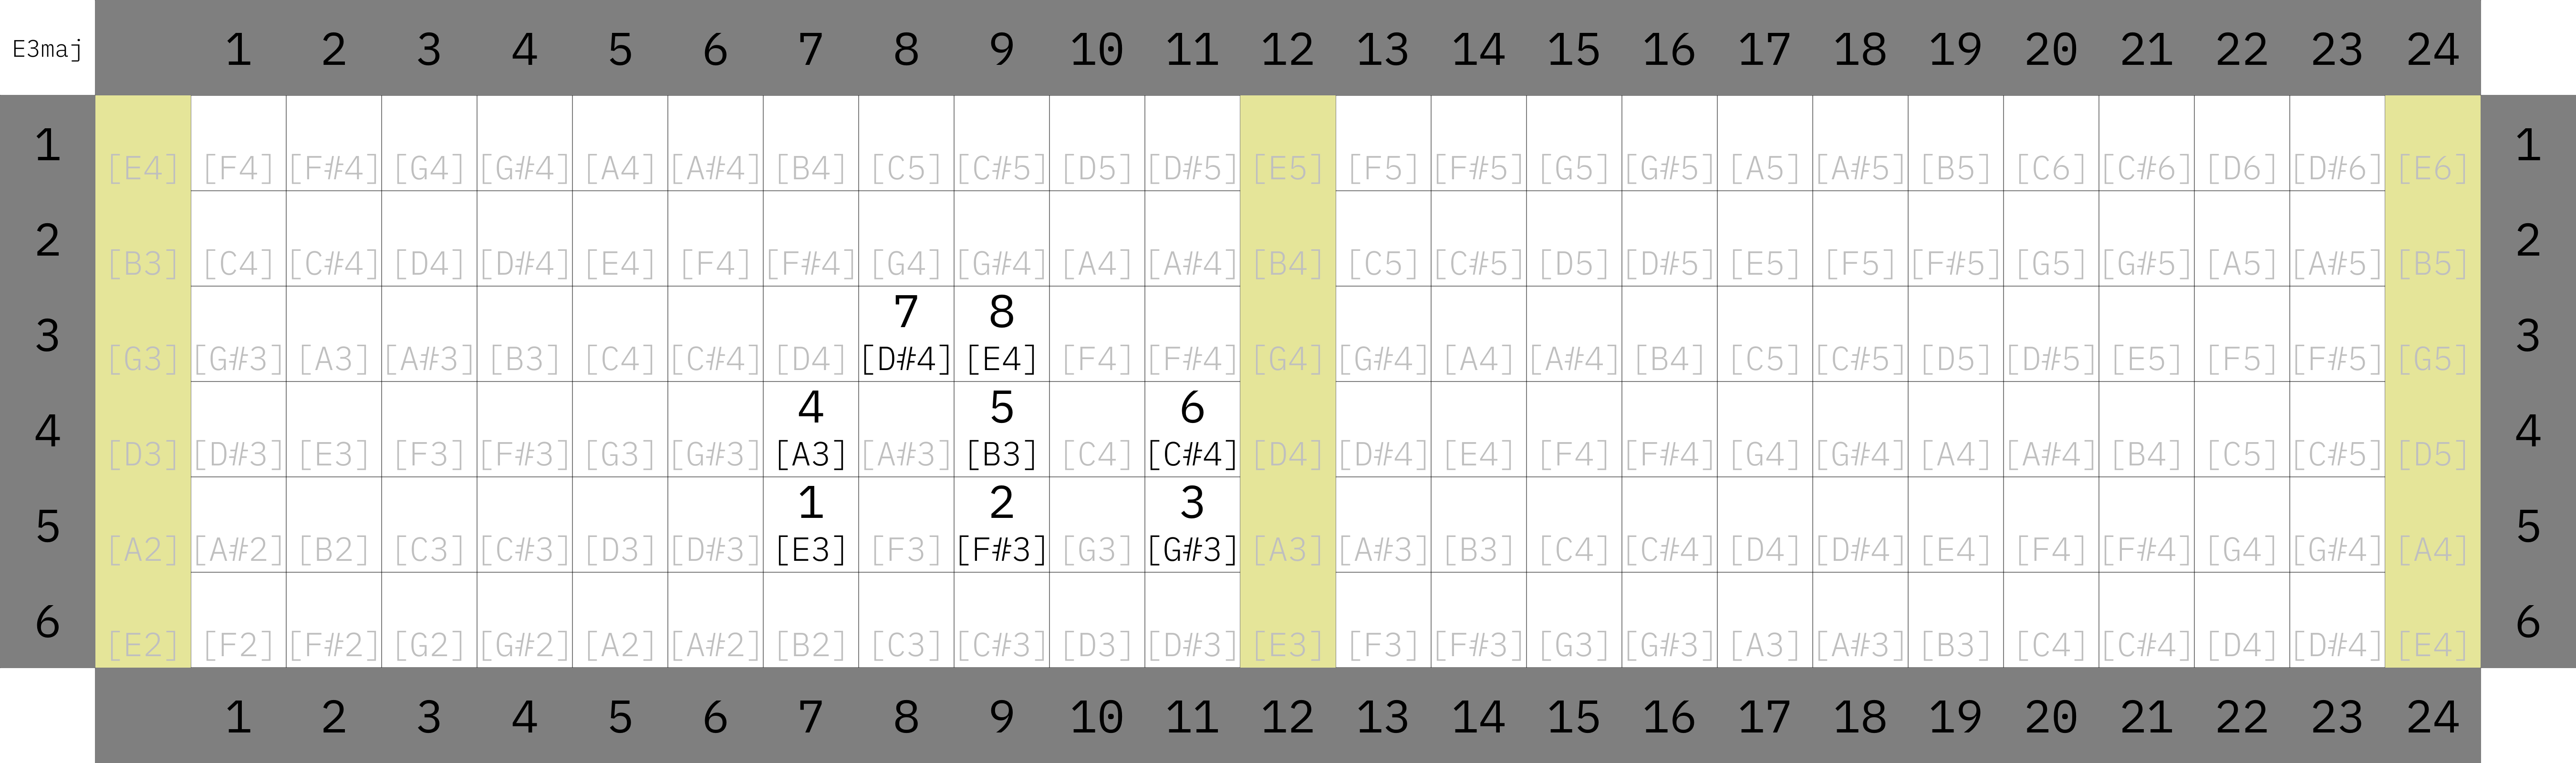 E3maj 1 2 3 4 5 6 7 8 9 10 11 12 13 14 15 16 17 18 19 20 21 22 23 24
1 [E4] [F4] [F#4] [G4] [G#4] [A4] [A#4] [B4] [C5] [C#5] [D5] [D#5] [E5] [F5] [F#5] [G5] [G#5] [A5] [A#5] [B5] [C6] [C#6] [D6] [D#6] [E6] 1
2 [B3] [C4] [C#4] [D4] [D#4] [E4] [F4] [F#4] [G4] [G#4] [A4] [A#4] [B4] [C5] [C#5] [D5] [D#5] [E5] [F5] [F#5] [G5] [G#5] [A5] [A#5] [B5] 2
7 8
3 [G3] [G#3] [A3] [A#3] [B3] [C4] [C#4] [D4] [D#4] [E4] [F4] [F#4] [G4] [G#4] [A4] [A#4] [B4] [C5] [C#5] [D5] [D#5] [E5] [F5] [F#5] [G5] 3
4 5 6
4 [D3] [D#3] [E3] [F3] [F#3] [G3] [G#3] [A3] [A#3] [B3] [C4] [C#4] [D4] [D#4] [E4] [F4] [F#4] [G4] [G#4] [A4] [A#4] [B4] [C5] [C#5] [D5] 4
1 2 3
5 [A2] [A#2] [B2] [C3] [C#3] [D3] [D#3] [E3] [F3] [F#3] [G3] [G#3] [A3] [A#3] [B3] [C4] [C#4] [D4] [D#4] [E4] [F4] [F#4] [G4] [G#4] [A4] 5
6 [E2] [F2] [F#2] [G2] [G#2] [A2] [A#2] [B2] [C3] [C#3] [D3] [D#3] [E3] [F3] [F#3] [G3] [G#3] [A3] [A#3] [B3] [C4] [C#4] [D4] [D#4] [E4] 6
1 2 3 4 5 6 7 8 9 10 11 12 13 14 15 16 17 18 19 20 21 22 23 24